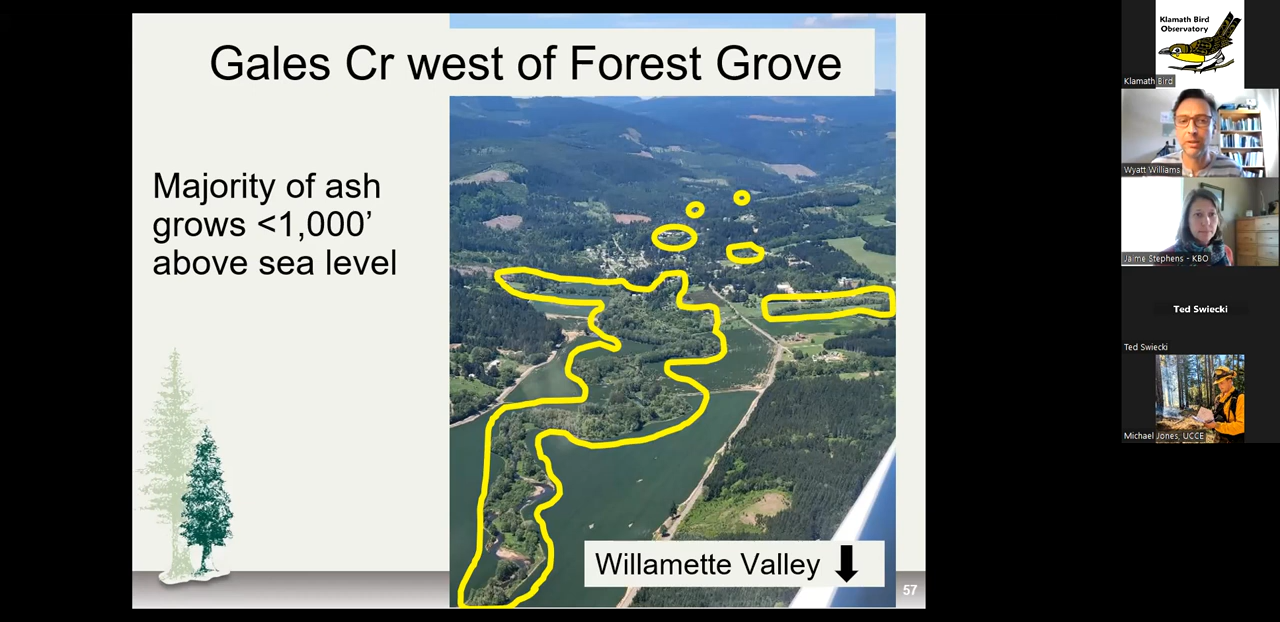 Gales Cr west of Forest Grove
Majority of ash
grows <1,000’
above sea level
Willamette Valley
57
Klamath Bird
Observatory
Klamath Bird
Wyatt Williams
Jaime Stephens - KBO
Ted Swiecki
Ted Swiecki
Michael Jones, UCCE